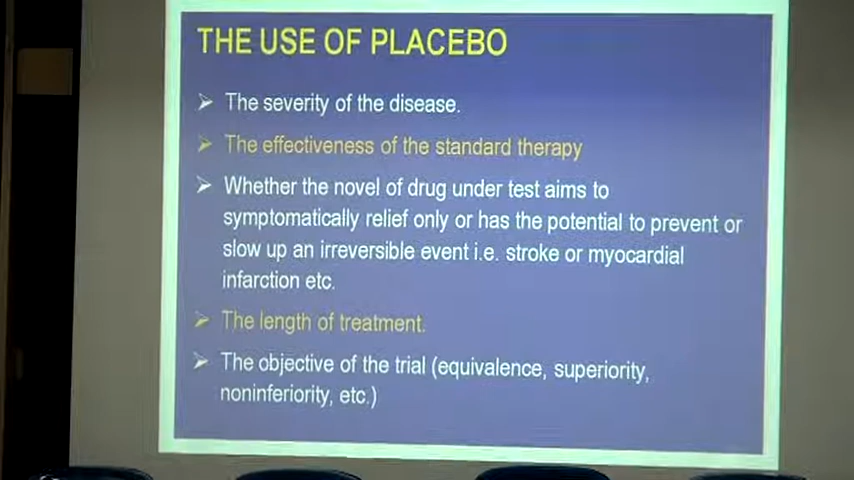 THE USE OF PLACEBO
➢ The severity of the disease.
➢ The effectiveness of the standard therapy
➢ Whether the novel of drug under test aims to
symptomatically relief only or has the potential to prevent or
slow up an irreversible event i.e. stroke or myocardial
infarction etc.
➢ The length of treatment.
➢ The objective of the trial (equivalence, superiority,
noninferiority, etc.)